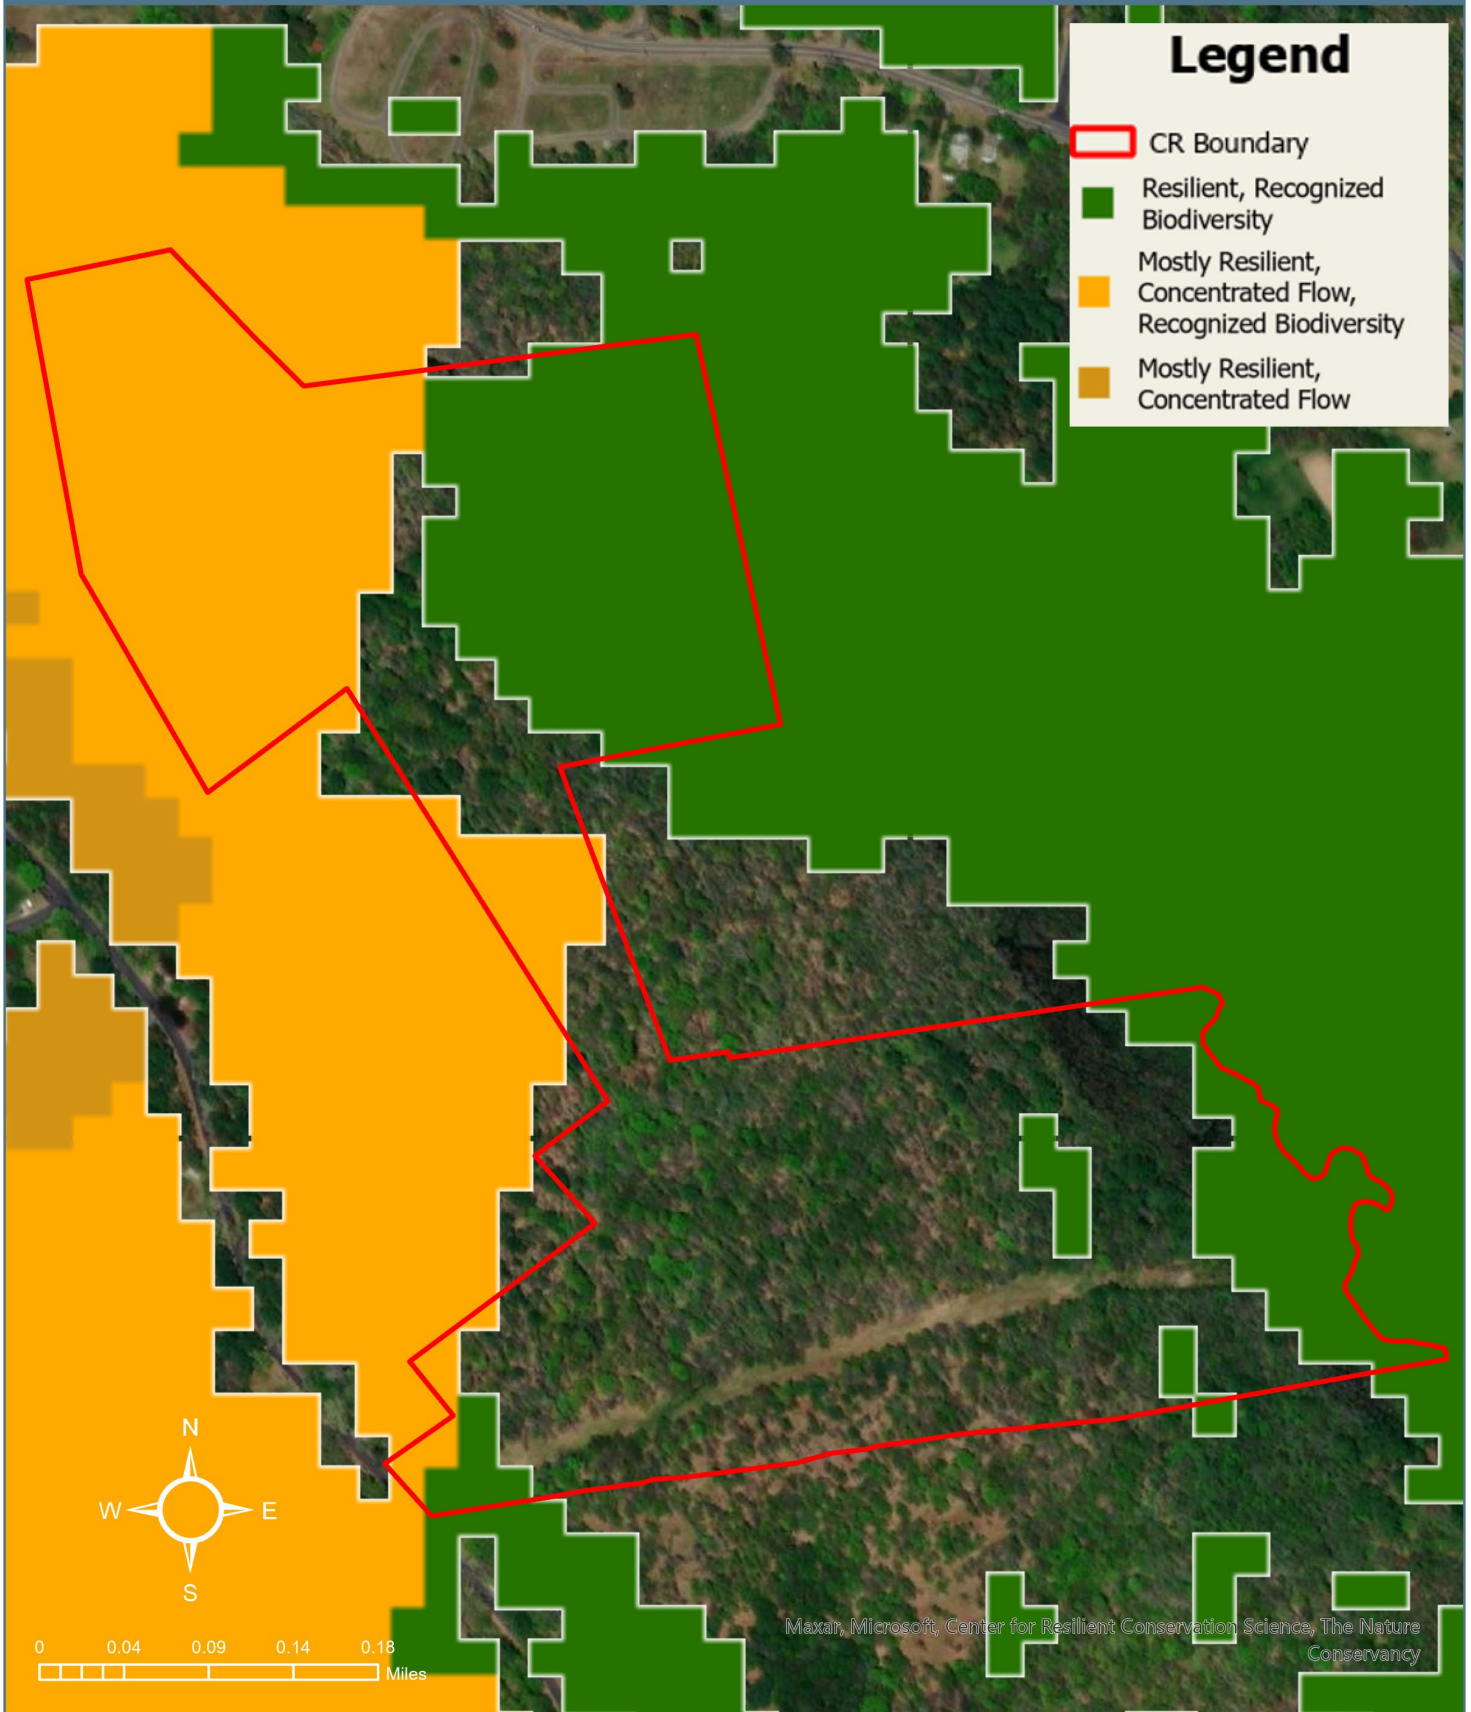 Legend
CR Boundary
Resilient, Recognized
Biodiversity
Mostly Resilient,
Concentrated Flow,
Recognized Biodiversity
Mostly Resilient,
Concentrated Flow
N
W E
S
0 0.04 0.09 0.14 0.18
Miles
Maxar, Microsoft, Center for Resilient Conservation Science, The Nature
Conservancy